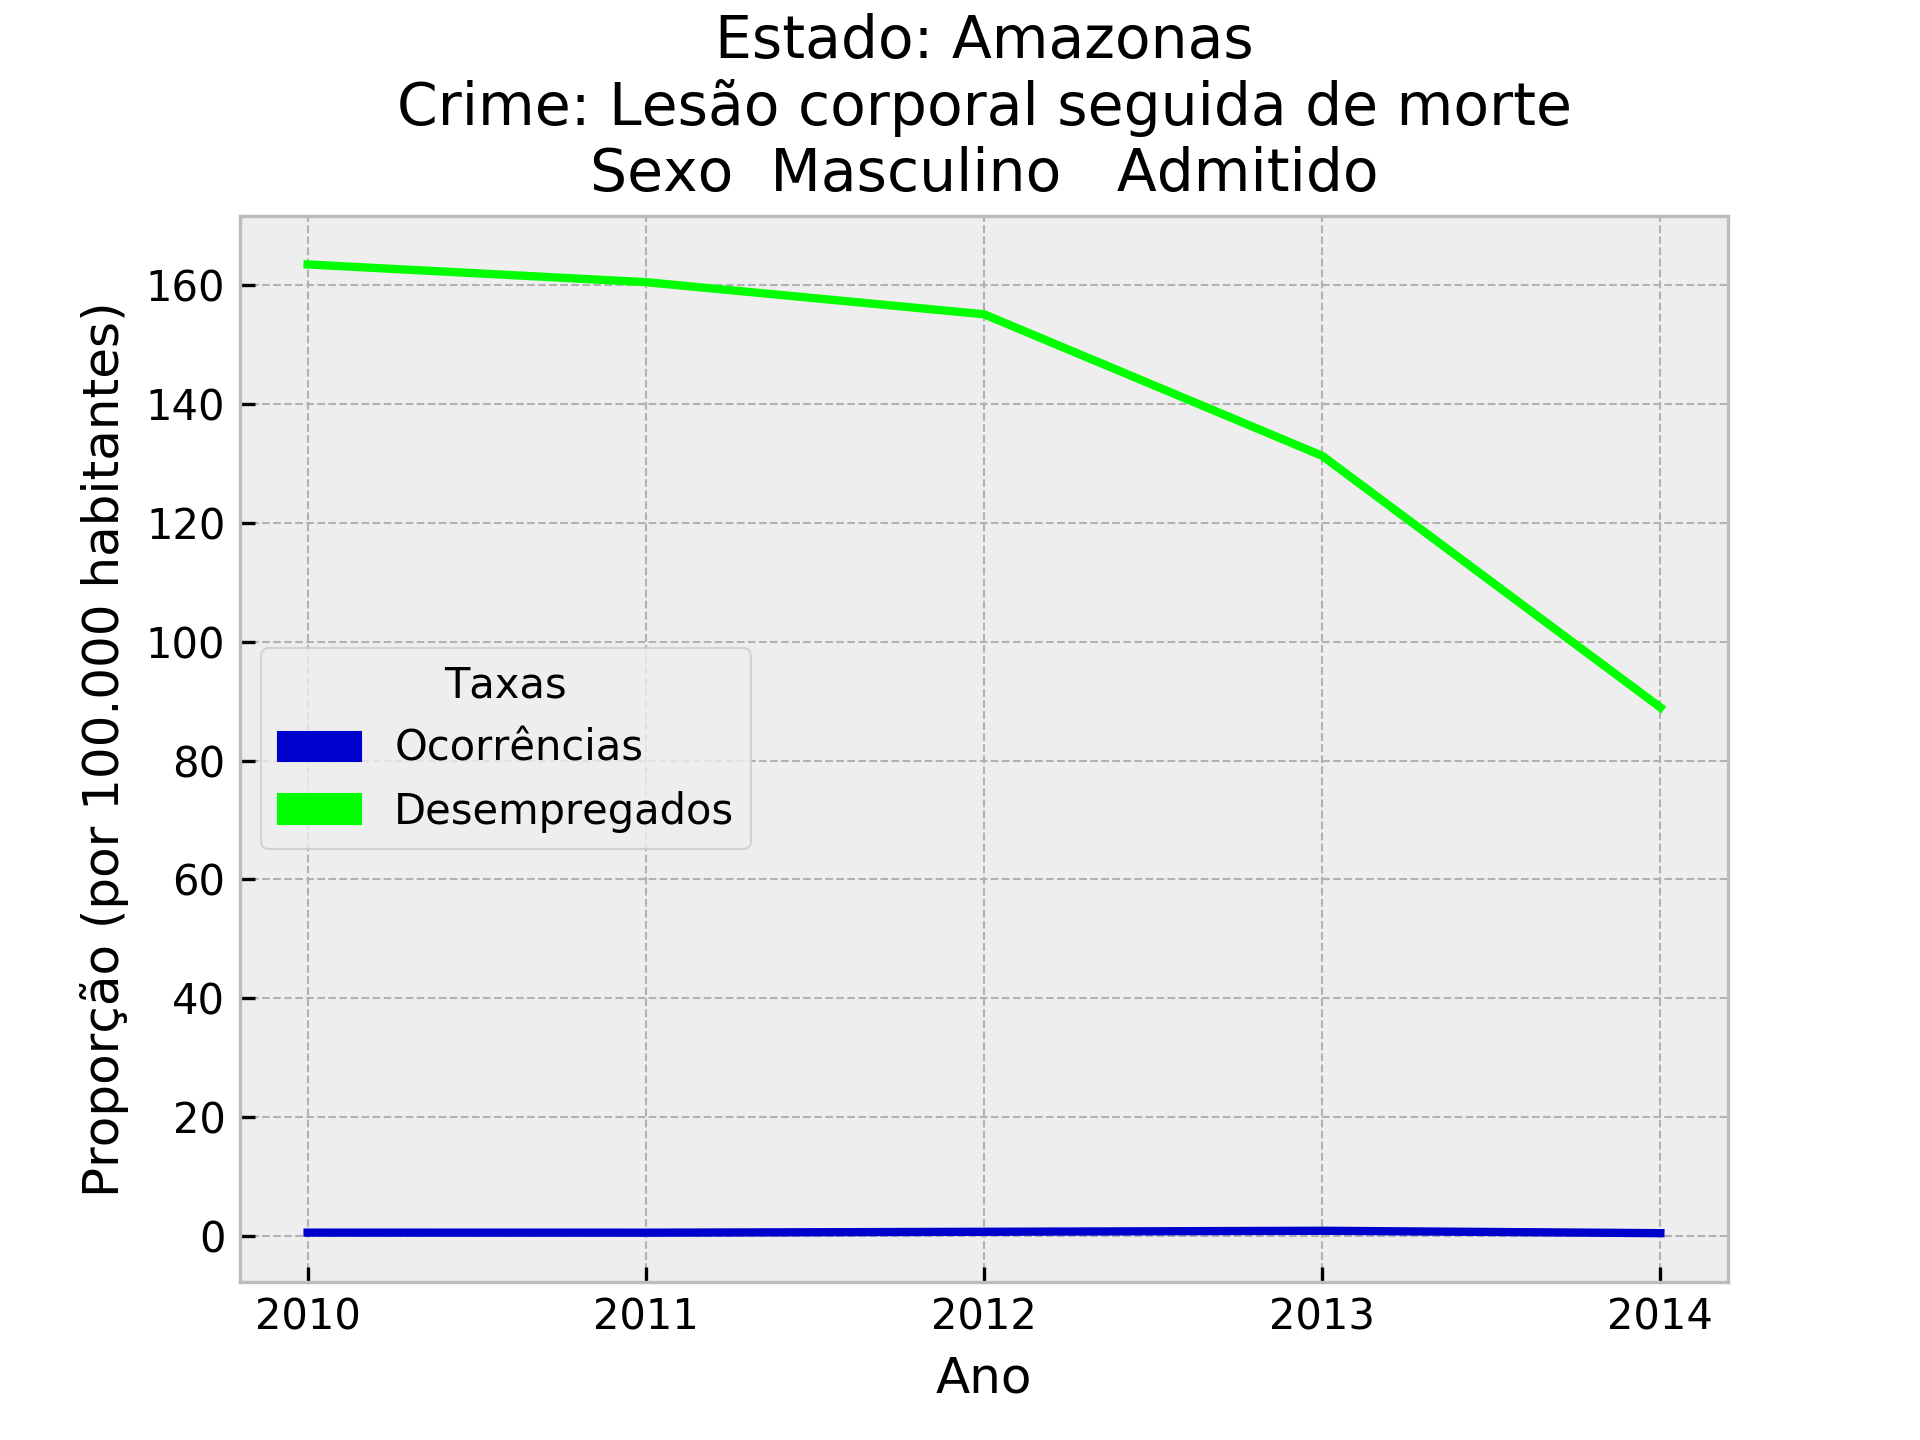 Estado: Amazonas
Crime: Lesão corporal seguida de morte
Sexo  Masculino   Admitido
Proporção (por 100.000 habitantes)
160
140
120
100
80
60
40
20
0
Taxas
Ocorrências
Desempregados
2010 2011 2012 2013 2014
Ano